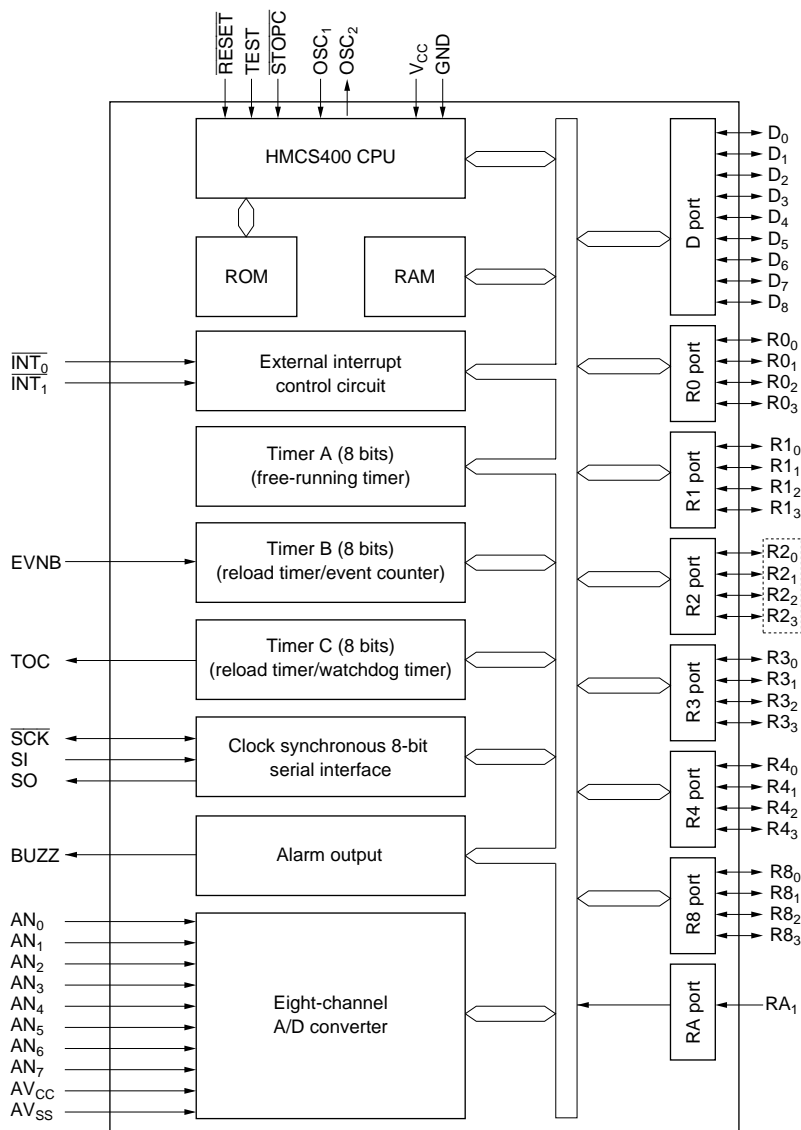 RESET
TEST
STOPC
OSC₁
OSC₂
VCC
GND
HMCS400 CPU
ROM
RAM
INT₀
INT₁
External interrupt
control circuit
Timer A (8 bits)
(free-running timer)
EVNB
Timer B (8 bits)
(reload timer/event counter)
TOC
Timer C (8 bits)
(reload timer/watchdog timer)
SCK
SI
SO
Clock synchronous 8-bit
serial interface
BUZZ
Alarm output
AN₀
AN₁
AN₂
AN₃
AN₄
AN₅
AN₆
AN₇
AVCC
AVSS
Eight-channel
A/D converter
D port
D₀
D₁
D₂
D₃
D₄
D₅
D₆
D₇
D₈
R0 port
R0₀
R0₁
R0₂
R0₃
R1 port
R1₀
R1₁
R1₂
R1₃
R2 port
R2₀
R2₁
R2₂
R2₃
R3 port
R3₀
R3₁
R3₂
R3₃
R4 port
R4₀
R4₁
R4₂
R4₃
R8 port
R8₀
R8₁
R8₂
R8₃
RA port
RA₁